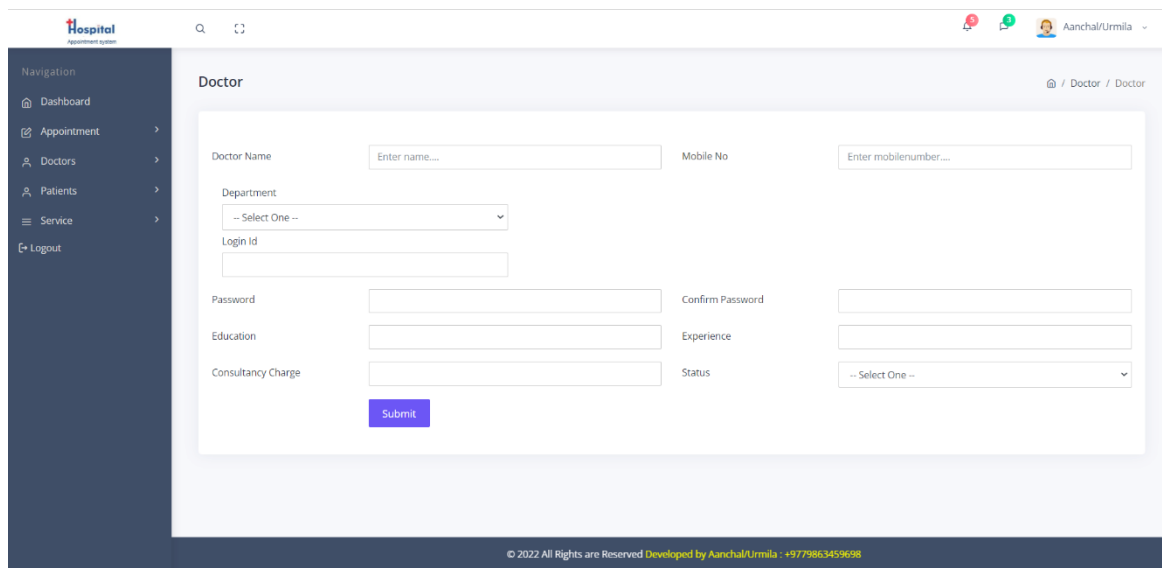 Hospital
Appointment system
5
3
Aanchal/Urmila
Navigation
Dashboard
Appointment
Doctors
Patients
Service
Logout
Doctor
/ Doctor / Doctor
Doctor Name
Enter name....
Mobile No
Enter mobilenumber....
Department
-- Select One --
Login Id
Password
Confirm Password
Education
Experience
Consultancy Charge
Status
-- Select One --
Submit
© 2022 All Rights are Reserved Developed by Aanchal/Urmila : +9779863459698